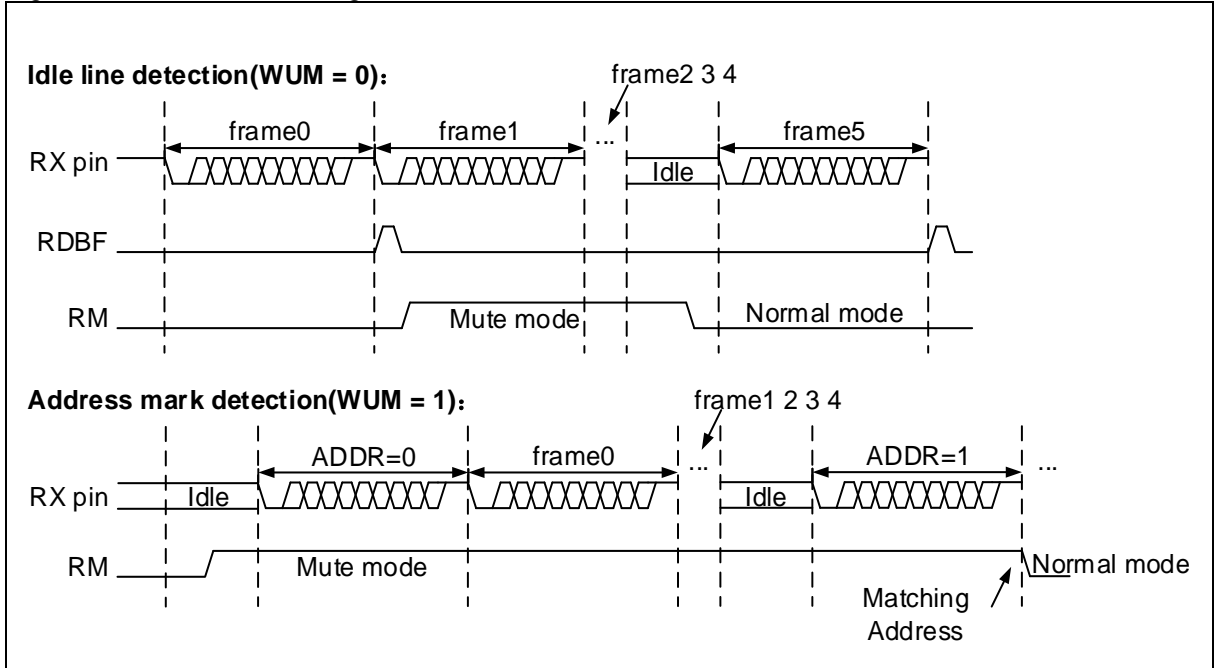 Idle line detection(WUM = 0)：
frame2 3 4
frame0
frame1
...
frame5
RX pin
Idle
RDBF
RM
Mute mode
Normal mode
Address mark detection(WUM = 1)：
frame1 2 3 4
ADDR=0
frame0
...
ADDR=1
...
RX pin
Idle
Idle
RM
Mute mode
Normal mode
Matching
Address